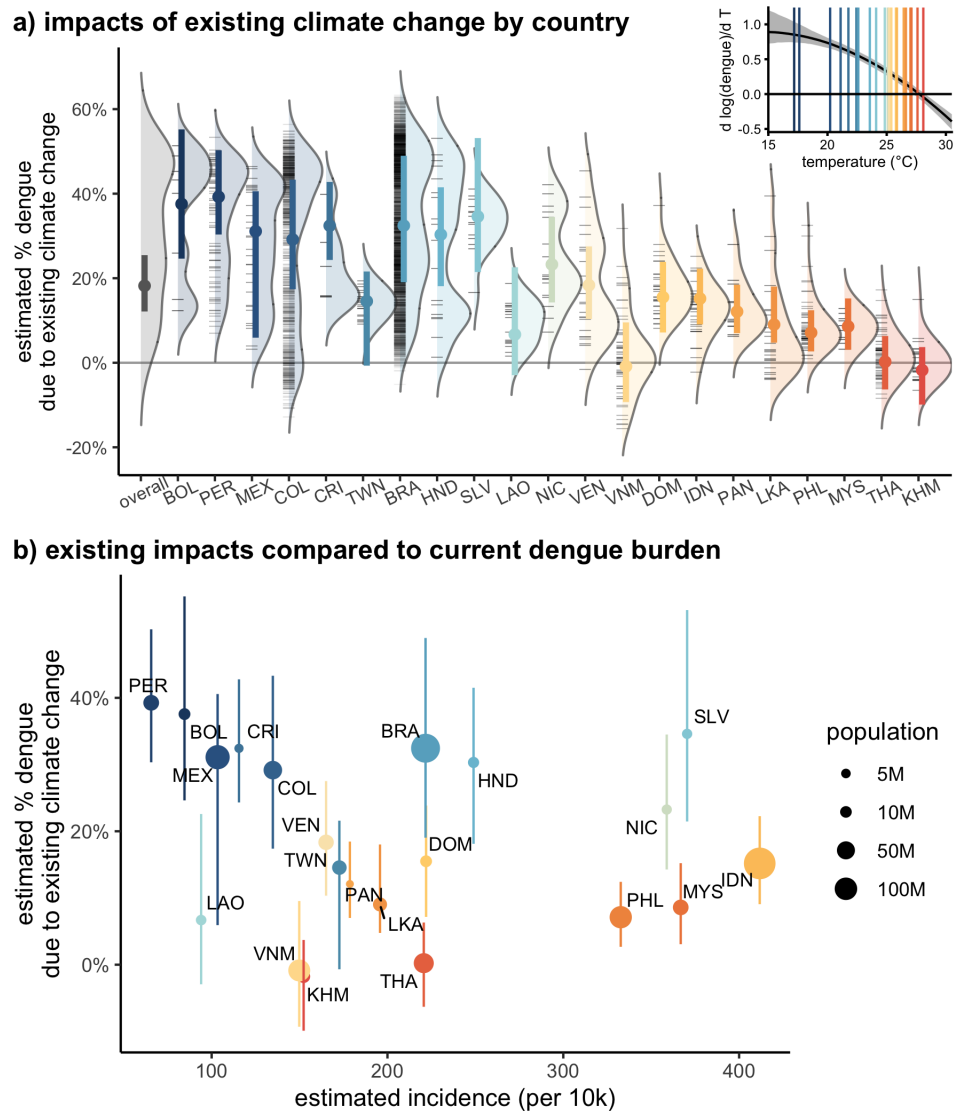 a) impacts of existing climate change by country
estimated % dengue
due to existing climate change
60%
40%
20%
0%
-20%
overall BOL PER MEX COL CRI TWN BRA HND SLV LAO NIC VEN VNM DOM IDN PAN LKA PHL MYS THA KHM
d log(dengue)/d T
1.0
0.5
0.0
-0.5
15 20 25 30
temperature (°C)
b) existing impacts compared to current dengue burden
estimated % dengue
due to existing climate change
40%
20%
0%
PER
BOL
CRI
MEX
COL
BRA
HND
SLV
VEN
TWN
DOM
NIC
PAN
LAO
LKA
PHL
MYS
IDN
VNM
KHM
THA
100 200 300 400
estimated incidence (per 10k)
population
5M
10M
50M
100M